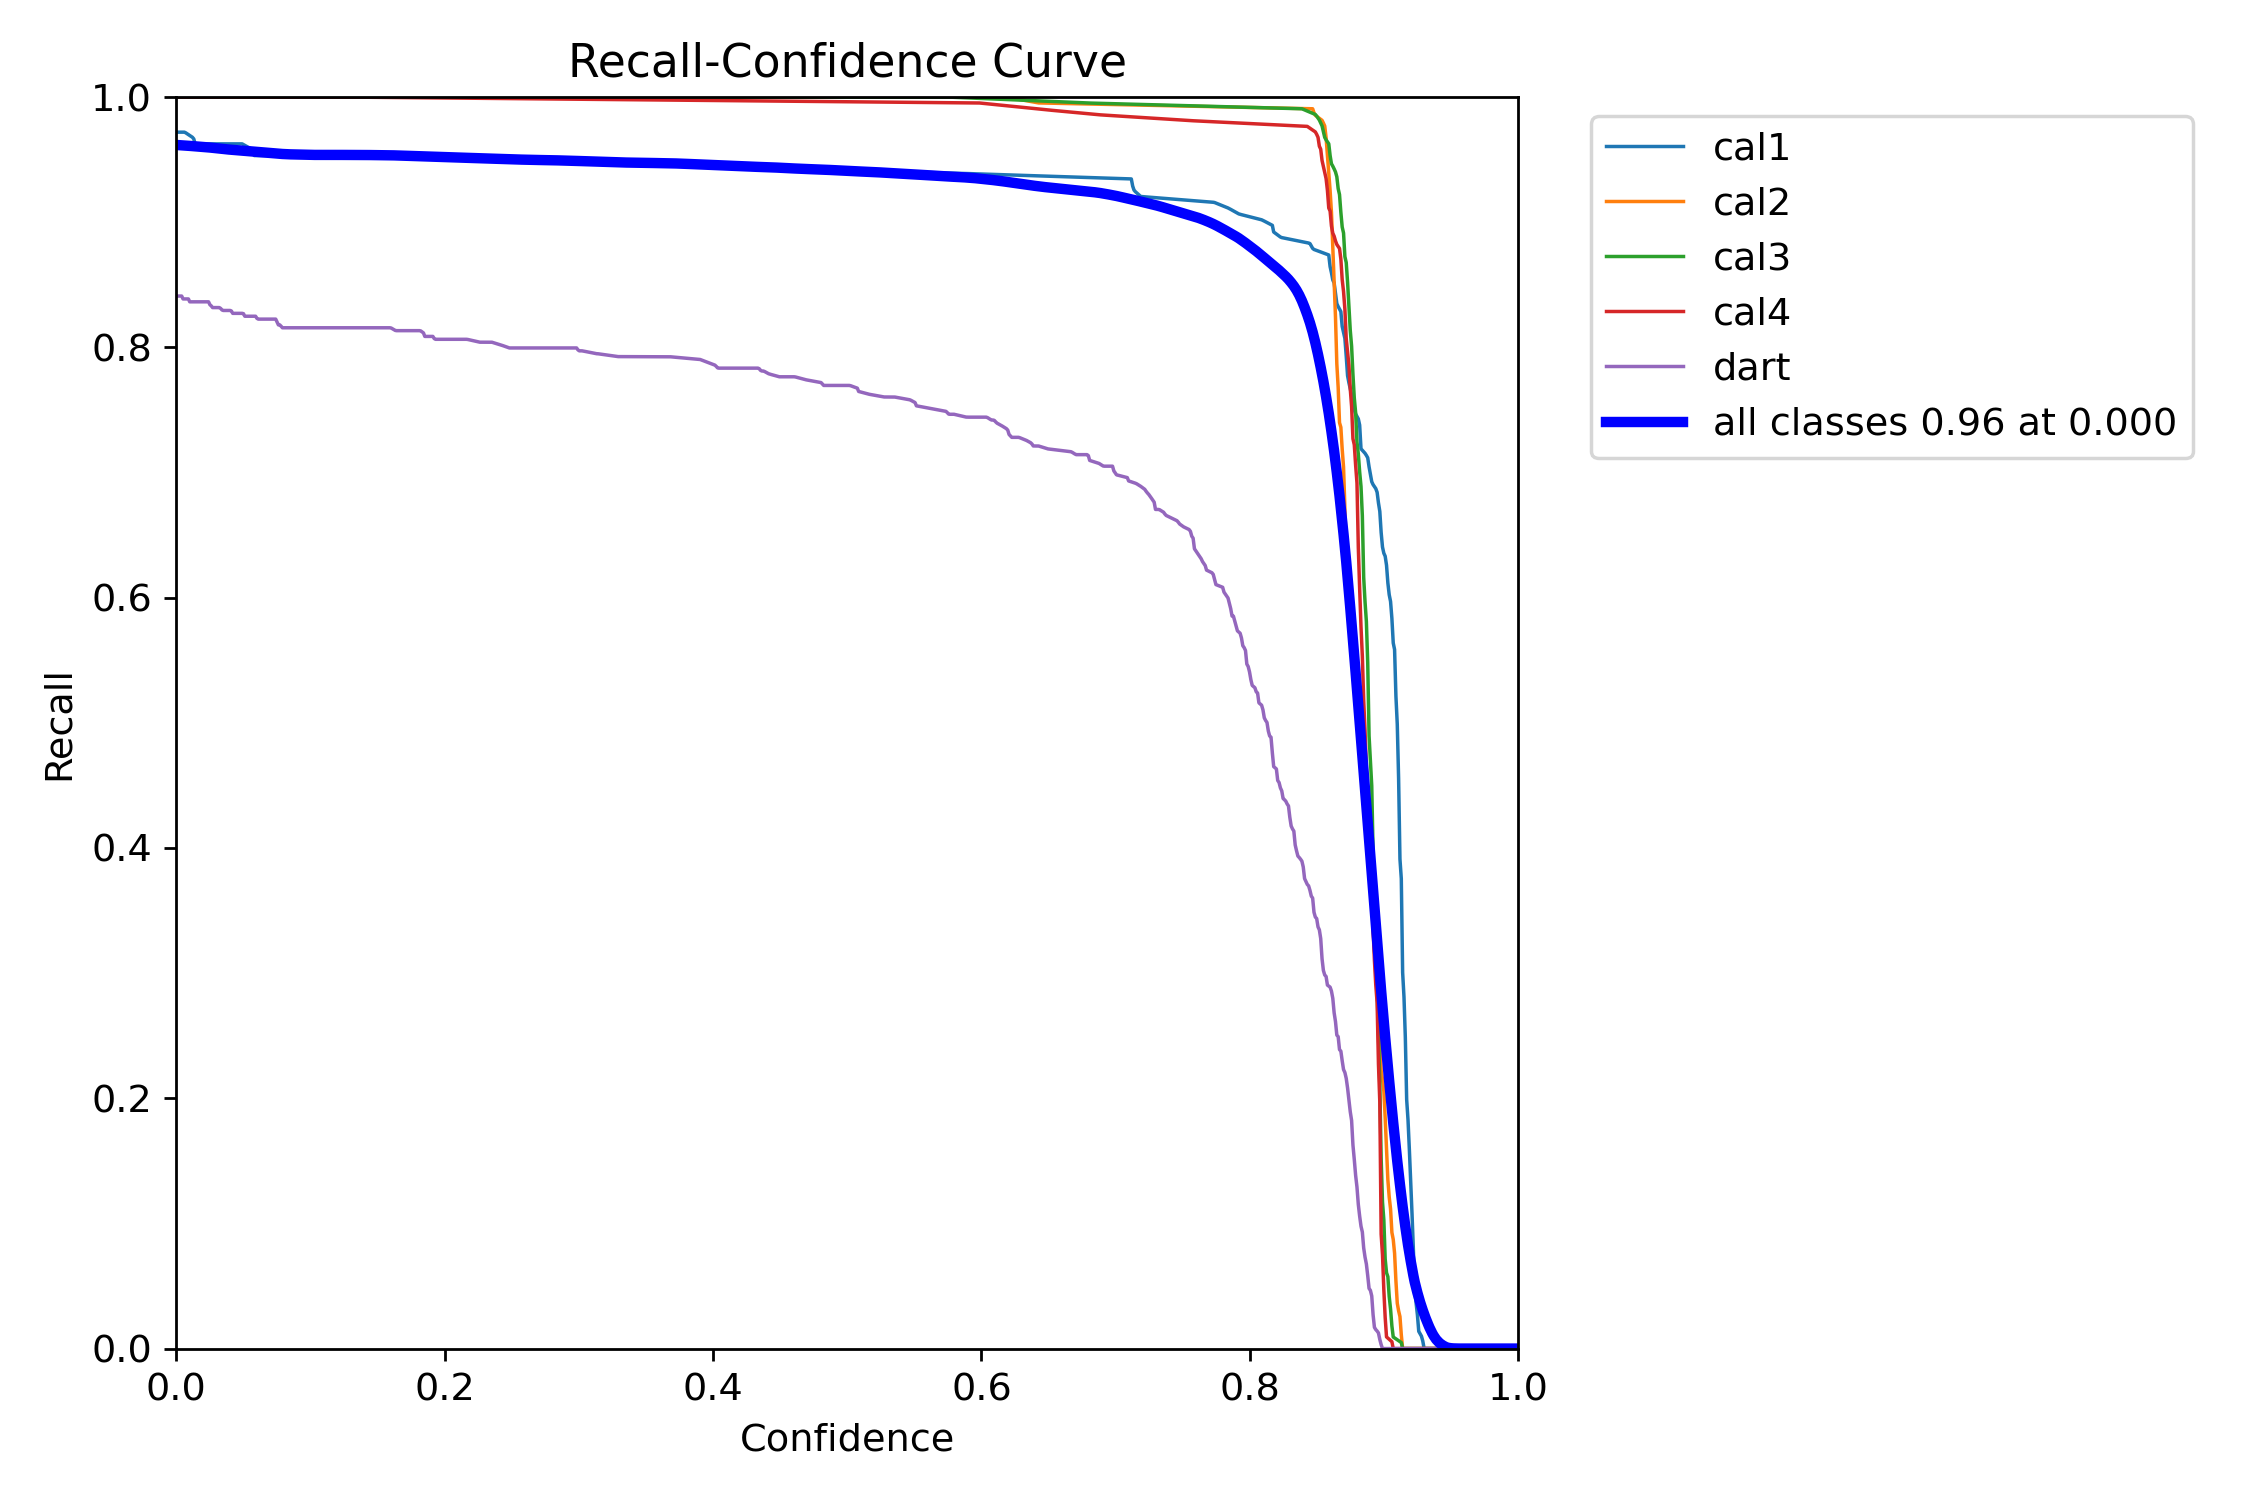 Recall-Confidence Curve
1.0
0.8
0.6
0.4
0.2
0.0
Recall
0.0 0.2 0.4 0.6 0.8 1.0
Confidence
cal1
cal2
cal3
cal4
dart
all classes 0.96 at 0.000